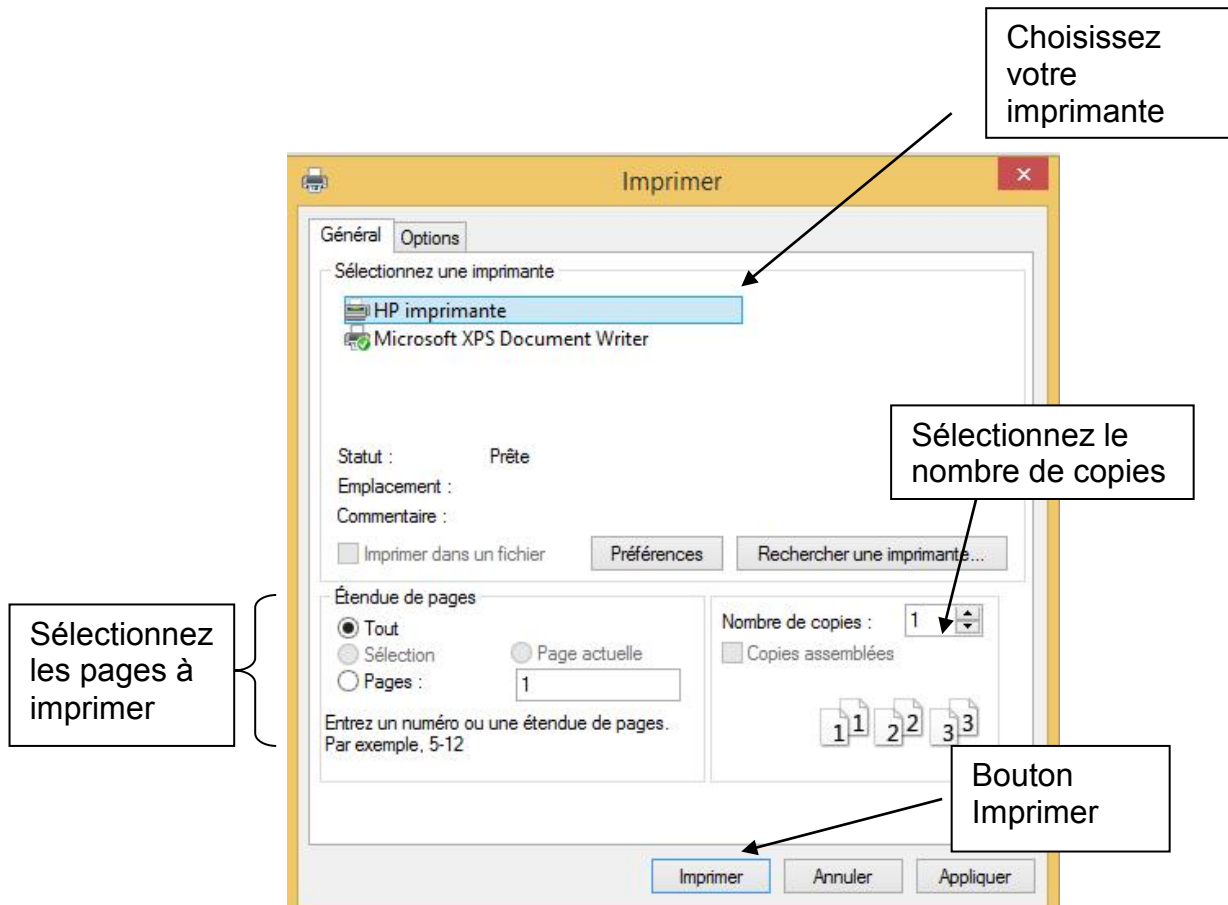 Choisissez
votre
imprimante
Imprimer
Général Options
Sélectionnez une imprimante
HP imprimante
Microsoft XPS Document Writer
Sélectionnez le
nombre de copies
Statut : Prête
Emplacement :
Commentaire :
Imprimer dans un fichier Préférences Rechercher une imprimante...
Sélectionnez
les pages à
imprimer
Étendue de pages
Tout
Sélection Page actuelle
Pages : 1
Entrez un numéro ou une étendue de pages.
Par exemple, 5-12
Nombre de copies : 1
Copies assemblées
1 1 2 2 3 3
Bouton
Imprimer
Imprimer Annuler Appliquer